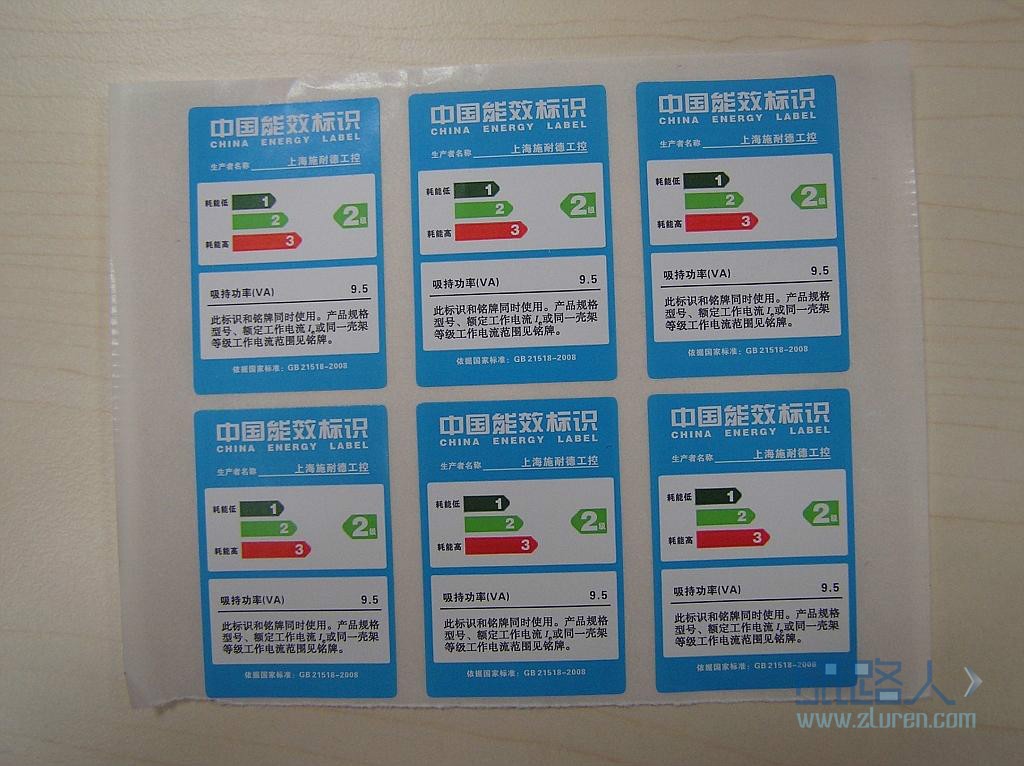 中国能效标识
CHINA ENERGY LABEL
生产者名称 上海施耐德工控
耗能低 1
2 2级
耗能高 3
吸持功率(VA) 9.5
此标识和铭牌同时使用。产品规格
型号、额定工作电流Ie或同一壳架
等级工作电流范围见铭牌。
依据国家标准：GB 21518-2008
中国能效标识
CHINA ENERGY LABEL
生产者名称 上海施耐德工控
耗能低 1
2 2级
耗能高 3
吸持功率(VA) 9.5
此标识和铭牌同时使用。产品规格
型号、额定工作电流Ie或同一壳架
等级工作电流范围见铭牌。
依据国家标准：GB 21518-2008
中国能效标识
CHINA ENERGY LABEL
生产者名称 上海施耐德工控
耗能低 1
2 2级
耗能高 3
吸持功率(VA) 9.5
此标识和铭牌同时使用。产品规格
型号、额定工作电流Ie或同一壳架
等级工作电流范围见铭牌。
依据国家标准：GB 21518-2008
中国能效标识
CHINA ENERGY LABEL
生产者名称 上海施耐德工控
耗能低 1
2 2级
耗能高 3
吸持功率(VA) 9.5
此标识和铭牌同时使用。产品规格
型号、额定工作电流Ie或同一壳架
等级工作电流范围见铭牌。
依据国家标准：GB 21518-2008
中国能效标识
CHINA ENERGY LABEL
生产者名称 上海施耐德工控
耗能低 1
2 2级
耗能高 3
吸持功率(VA) 9.5
此标识和铭牌同时使用。产品规格
型号、额定工作电流Ie或同一壳架
等级工作电流范围见铭牌。
依据国家标准：GB 21518-2008
中国能效标识
CHINA ENERGY LABEL
生产者名称 上海施耐德工控
耗能低 1
2 2级
耗能高 3
吸持功率(VA) 9.5
此标识和铭牌同时使用。产品规格
型号、额定工作电流Ie或同一壳架
等级工作电流范围见铭牌。
依据国家标准：GB 21518-2008
路人
www.zluren.com